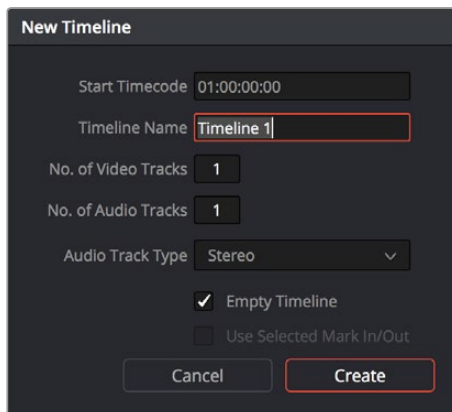 New Timeline
Start Timecode 01:00:00:00
Timeline Name Timeline 1
No. of Video Tracks 1
No. of Audio Tracks 1
Audio Track Type Stereo
Empty Timeline
Use Selected Mark In/Out
Cancel Create